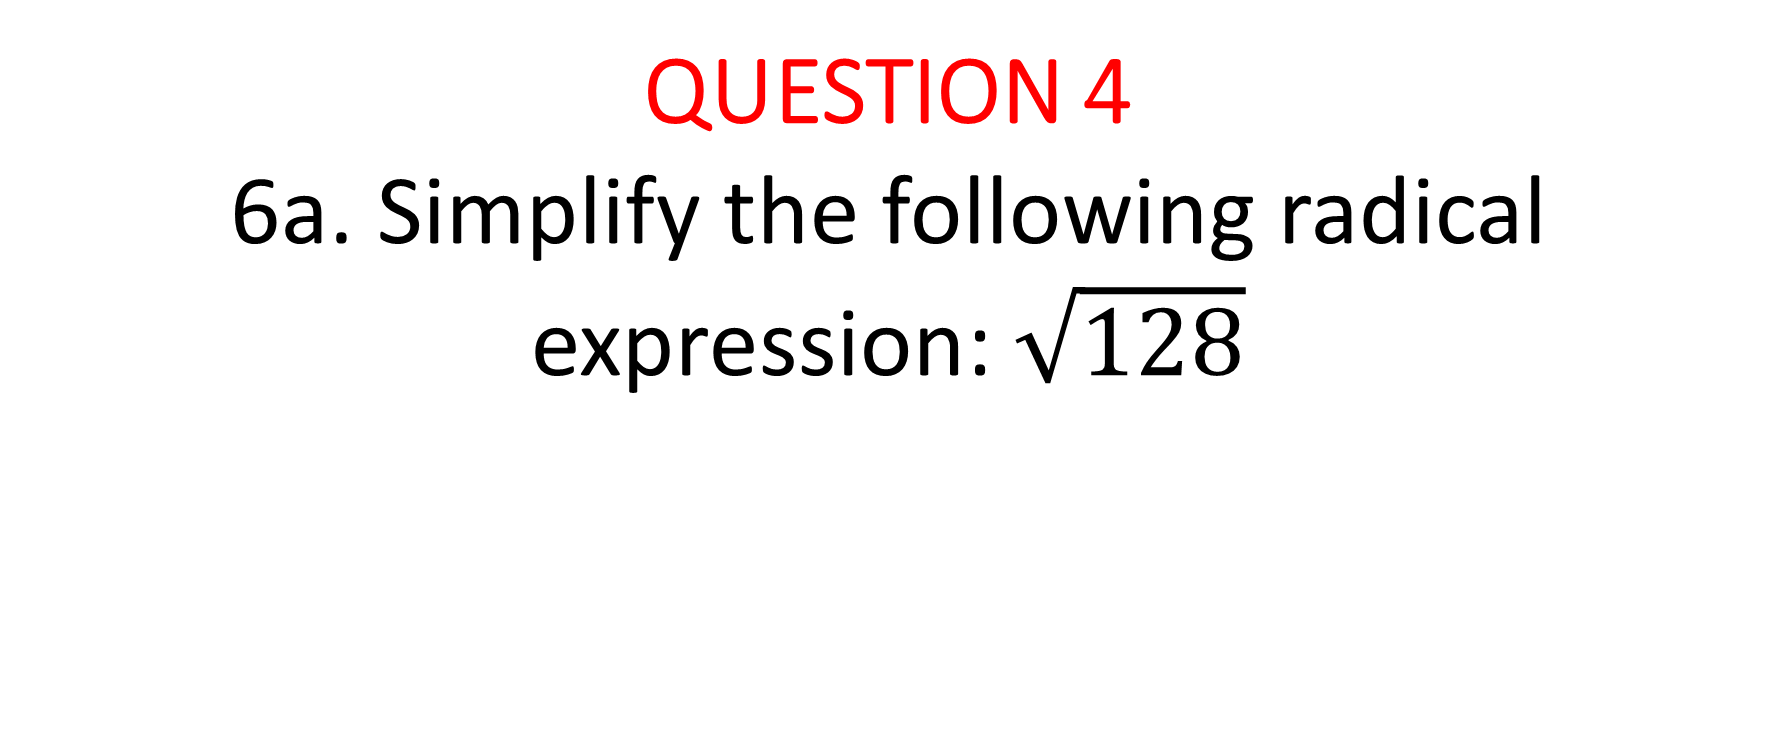 QUESTION 4
6a. Simplify the following radical
expression: √128